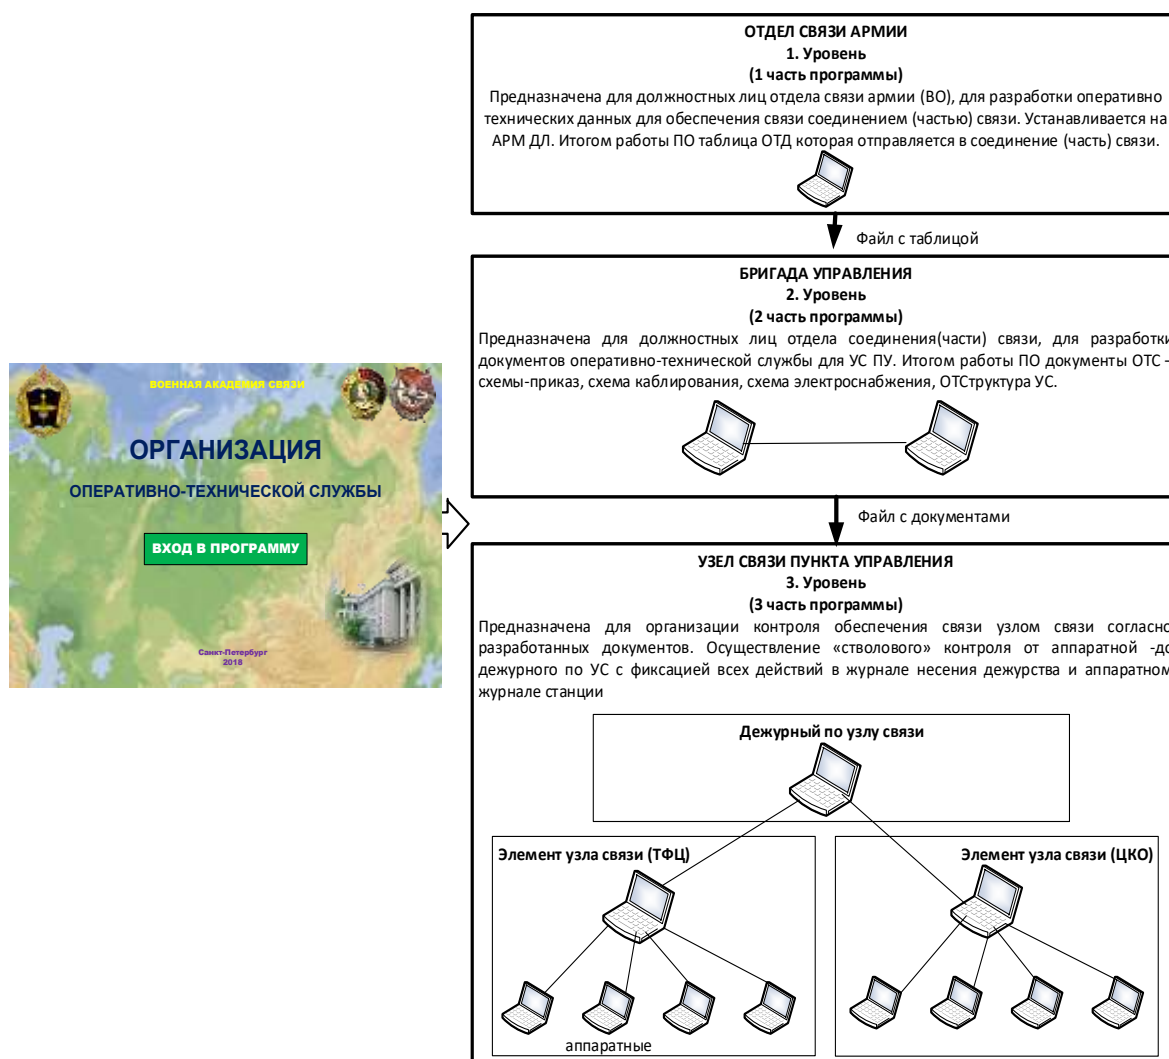 ВОЕННАЯ АКАДЕМИЯ СВЯЗИ
ОРГАНИЗАЦИЯ
ОПЕРАТИВНО-ТЕХНИЧЕСКОЙ СЛУЖБЫ
ВХОД В ПРОГРАММУ
Санкт-Петербург
2018
ОТДЕЛ СВЯЗИ АРМИИ
1. Уровень
(1 часть программы)
Предназначена для должностных лиц отдела связи армии (ВО), для разработки оперативно
технических данных для обеспечения связи соединением (частью) связи. Устанавливается на
АРМ ДЛ. Итогом работы ПО таблица ОТД которая отправляется в соединение (часть) связи.
Файл с таблицой
БРИГАДА УПРАВЛЕНИЯ
2. Уровень
(2 часть программы)
Предназначена для должностных лиц отдела соединения(части) связи, для разработки
документов оперативно-технической службы для УС ПУ. Итогом работы ПО документы ОТС -
схемы-приказ, схема каблирования, схема электроснабжения, ОТСтруктура УС.
Файл с документами
УЗЕЛ СВЯЗИ ПУНКТА УПРАВЛЕНИЯ
3. Уровень
(3 часть программы)
Предназначена для организации контроля обеспечения связи узлом связи согласно
разработанных документов. Осуществление «стволового» контроля от аппаратной -до
дежурного по УС с фиксацией всех действий в журнале несения дежурства и аппаратном
журнале станции
Дежурный по узлу связи
Элемент узла связи (ТФЦ)
Элемент узла связи (ЦКО)
аппаратные